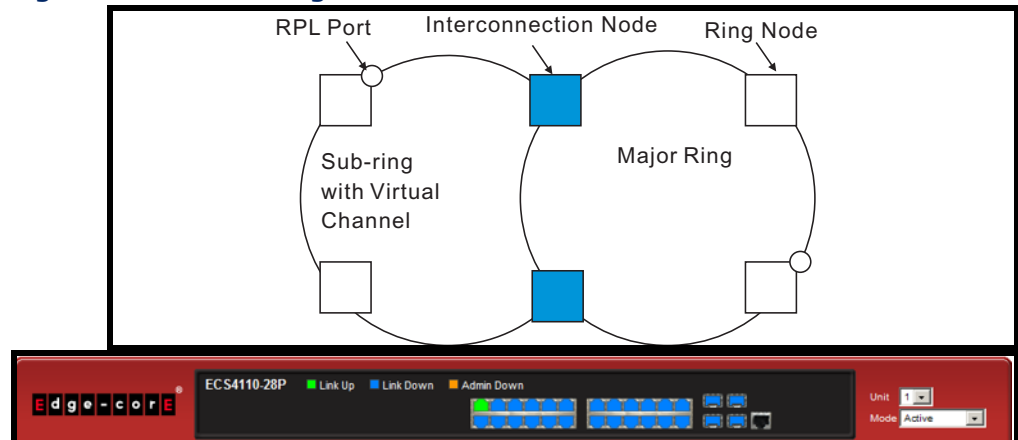 RPL Port
Interconnection Node
Ring Node
Sub-ring
with Virtual
Channel
Major Ring
Edge-corE®
ECS4110-28P
Link Up
Link Down
Admin Down
Unit 1
Mode Active